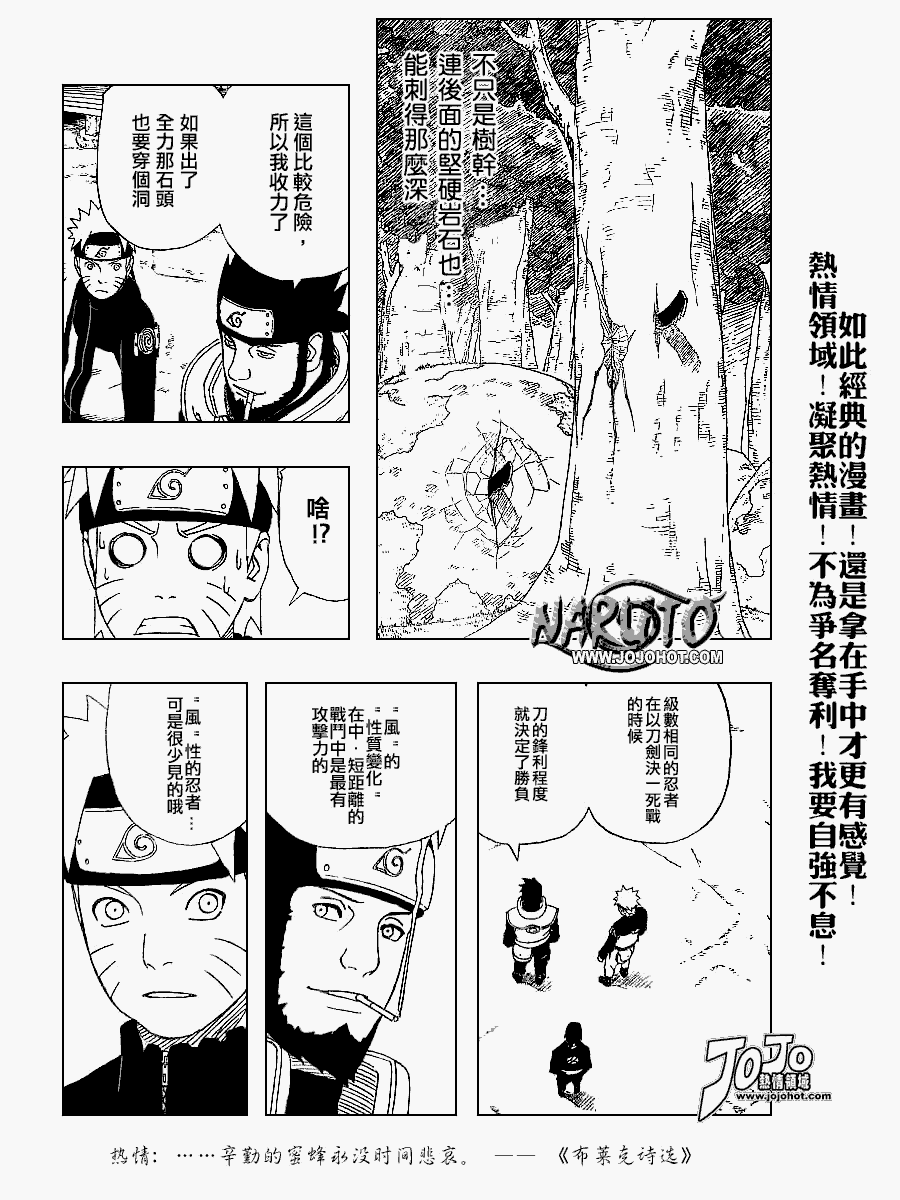 不只是樹幹…
連後面的堅硬岩石也…
能刺得那麼深
這個比較危險，
所以我收力了
如果出了
全力那石頭
也要穿個洞
啥!?
級數相同的忍者
在以刀劍決一死戰
的時候
刀的鋒利程度
就決定了勝負
"風"的
"性質變化"
在中·短距離的
戰鬥中是最有
攻擊力的
"風"性的忍者…
可是很少見的哦
NARUTO
WWW.JOJOHOT.COM
如此經典的漫畫！還是拿在手中才更有感覺！
熱情領域！凝聚熱情！不為爭名奪利！我要自強不息！
JOJO
熱情領域
www.jojohot.com
热情：……辛勤的蜜蜂永没时间悲哀。 —— 《布莱克诗选》